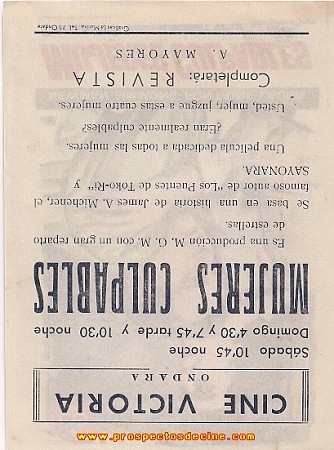 CINE VICTORIA
ONDARA
Sábado 10'45 noche
Domingo 4'30 y 7'45 tarde y 10'30 noche
MUJERES CULPABLES
Es una producción M. G. M. con un gran reparto
de estrellas.
Se basa en una historia de James A. Michener, el
famoso autor de "Los Puentes de Toko-Ri" y
SAYONARA.
Una película dedicada a todas las mujeres.
¿Eran realmente culpables?
Usted, mujer, juzgue a estas cuatro mujeres.
Completará: REVISTA
A. MAYORES
www.prospectosdecine.com